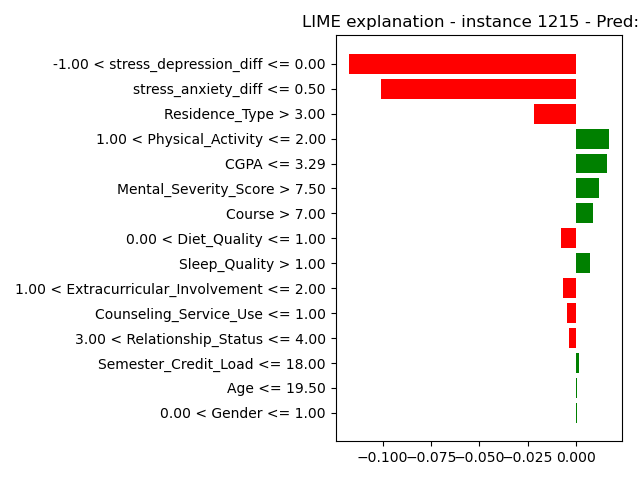 LIME explanation - instance 1215 - Pred:
-1.00 < stress_depression_diff <= 0.00
stress_anxiety_diff <= 0.50
Residence_Type > 3.00
1.00 < Physical_Activity <= 2.00
CGPA <= 3.29
Mental_Severity_Score > 7.50
Course > 7.00
0.00 < Diet_Quality <= 1.00
Sleep_Quality > 1.00
1.00 < Extracurricular_Involvement <= 2.00
Counseling_Service_Use <= 1.00
3.00 < Relationship_Status <= 4.00
Semester_Credit_Load <= 18.00
Age <= 19.50
0.00 < Gender <= 1.00
−0.100 −0.075 −0.050 −0.025 0.000